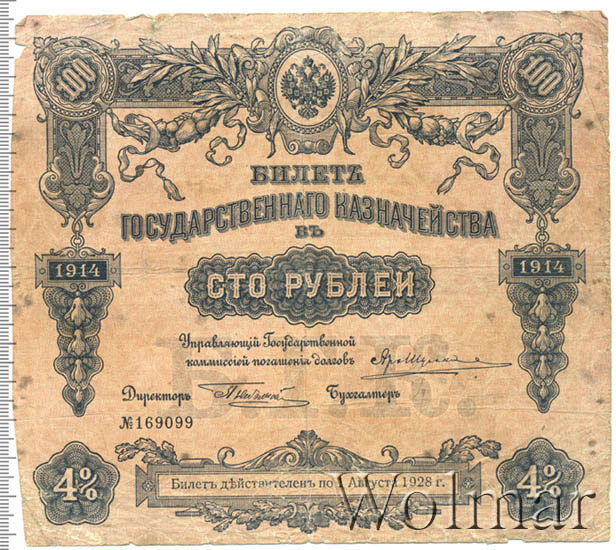 100 100
БИЛЕТЪ
ГОСУДАРСТВЕННАГО КАЗНАЧЕЙСТВА
ВЪ
1914 1914
СТО РУБЛЕЙ
Управляющій Государственной
коммиссіей погашенія долговъ
Директоръ Бухгалтеръ
№169099
4% 4%
Билетъ дѣйствителенъ по Августа 1928 г.
Wolmar